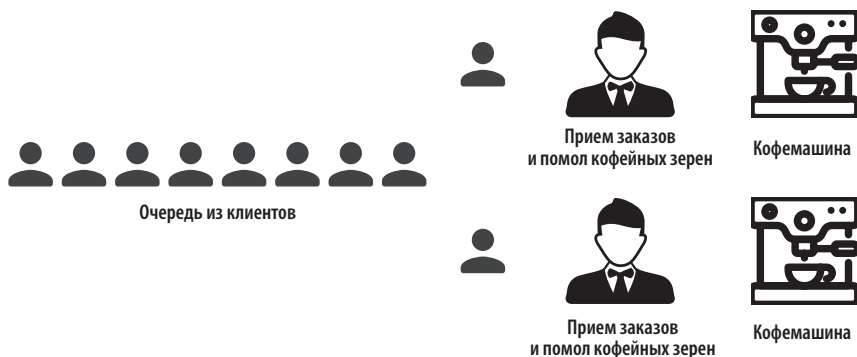 Прием заказов
и помол кофейных зерен
Кофемашина
Очередь из клиентов
Прием заказов
и помол кофейных зерен
Кофемашина